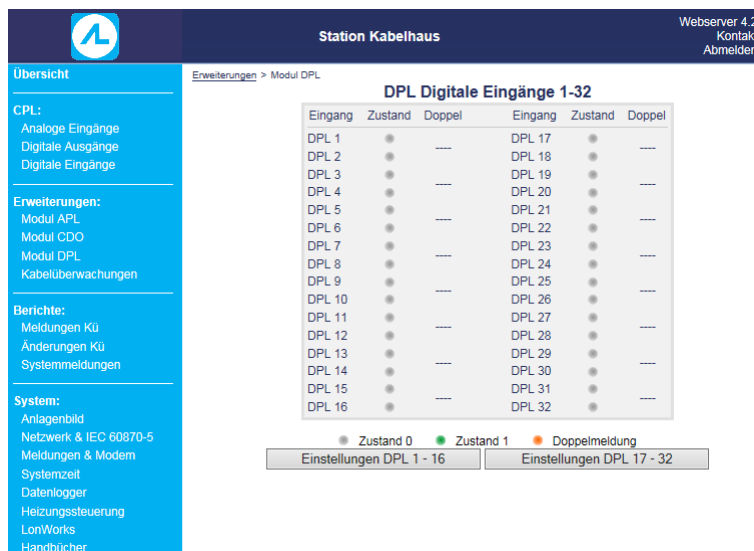 Station Kabelhaus
Webserver 4.2
Kontak
Abmelden
Übersicht
CPL:
Analoge Eingänge
Digitale Ausgänge
Digitale Eingänge
Erweiterungen:
Modul APL
Modul CDO
Modul DPL
Kabelüberwachungen
Berichte:
Meldungen Kü
Änderungen Kü
Systemmeldungen
System:
Anlagenbild
Netzwerk & IEC 60870-5
Meldungen & Modem
Systemzeit
Datenlogger
Heizungssteuerung
LonWorks
Handbücher
Erweiterungen > Modul DPL
DPL Digitale Eingänge 1-32
Eingang Zustand Doppel Eingang Zustand Doppel
DPL 1 DPL 17
---- ----
DPL 2 DPL 18
DPL 3 DPL 19
---- ----
DPL 4 DPL 20
DPL 5 DPL 21
---- ----
DPL 6 DPL 22
DPL 7 DPL 23
---- ----
DPL 8 DPL 24
DPL 9 DPL 25
---- ----
DPL 10 DPL 26
DPL 11 DPL 27
---- ----
DPL 12 DPL 28
DPL 13 DPL 29
---- ----
DPL 14 DPL 30
DPL 15 DPL 31
---- ----
DPL 16 DPL 32
Zustand 0 Zustand 1 Doppelmeldung
Einstellungen DPL 1 - 16 Einstellungen DPL 17 - 32